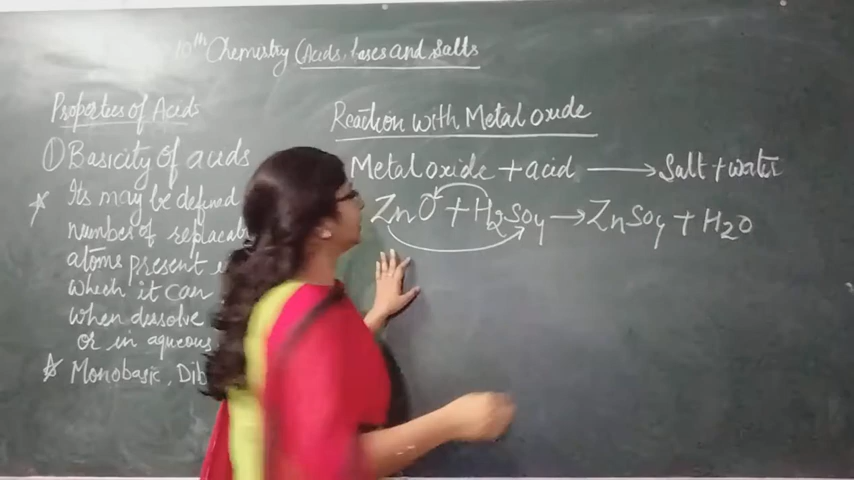 10th Chemistry (Acids, bases and Salts
Properties of Acids
① Basicity of acids
Its may be defined
number of replacable
atoms present
which it can
when dissolve
or in aqueous
Monobasic, Dib
Reaction with Metal oxide
Metal oxide + acid → Salt + water
ZnO + H2SO4 → ZnSO4 + H2O